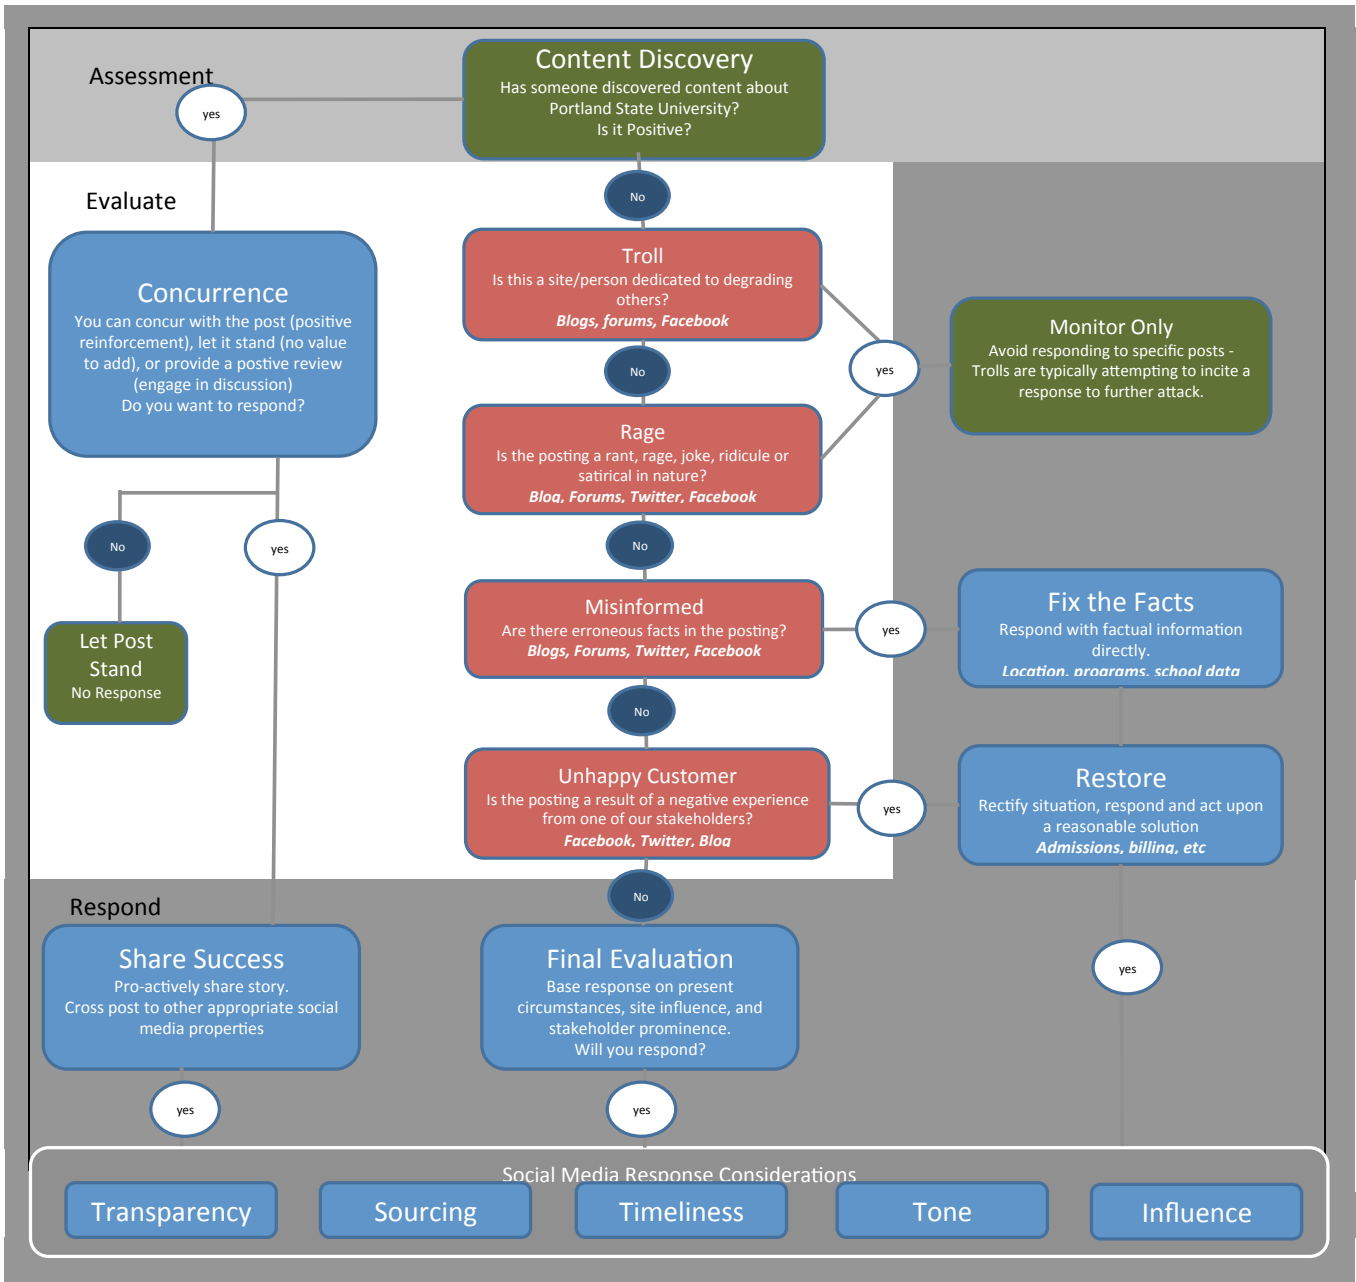 Assessment
Content Discovery
Has someone discovered content about
Portland State University?
Is it Positive?
yes
No
Evaluate
Concurrence
You can concur with the post (positive
reinforcement), let it stand (no value
to add), or provide a postive review
(engage in discussion)
Do you want to respond?
Troll
Is this a site/person dedicated to degrading
others?
Blogs, forums, Facebook
yes
Monitor Only
Avoid responding to specific posts -
Trolls are typically attempting to incite a
response to further attack.
No
Rage
Is the posting a rant, rage, joke, ridicule or
satirical in nature?
Blog, Forums, Twitter, Facebook
No
yes
No
Misinformed
Are there erroneous facts in the posting?
Blogs, Forums, Twitter, Facebook
yes
Fix the Facts
Respond with factual information
directly.
Location, programs, school data
Let Post
Stand
No Response
No
Unhappy Customer
Is the posting a result of a negative experience
from one of our stakeholders?
Facebook, Twitter, Blog
yes
Restore
Rectify situation, respond and act upon
a reasonable solution
Admissions, billing, etc
No
Respond
Share Success
Pro-actively share story.
Cross post to other appropriate social
media properties
Final Evaluation
Base response on present
circumstances, site influence, and
stakeholder prominence.
Will you respond?
yes
yes
yes
Social Media Response Considerations
Transparency
Sourcing
Timeliness
Tone
Influence